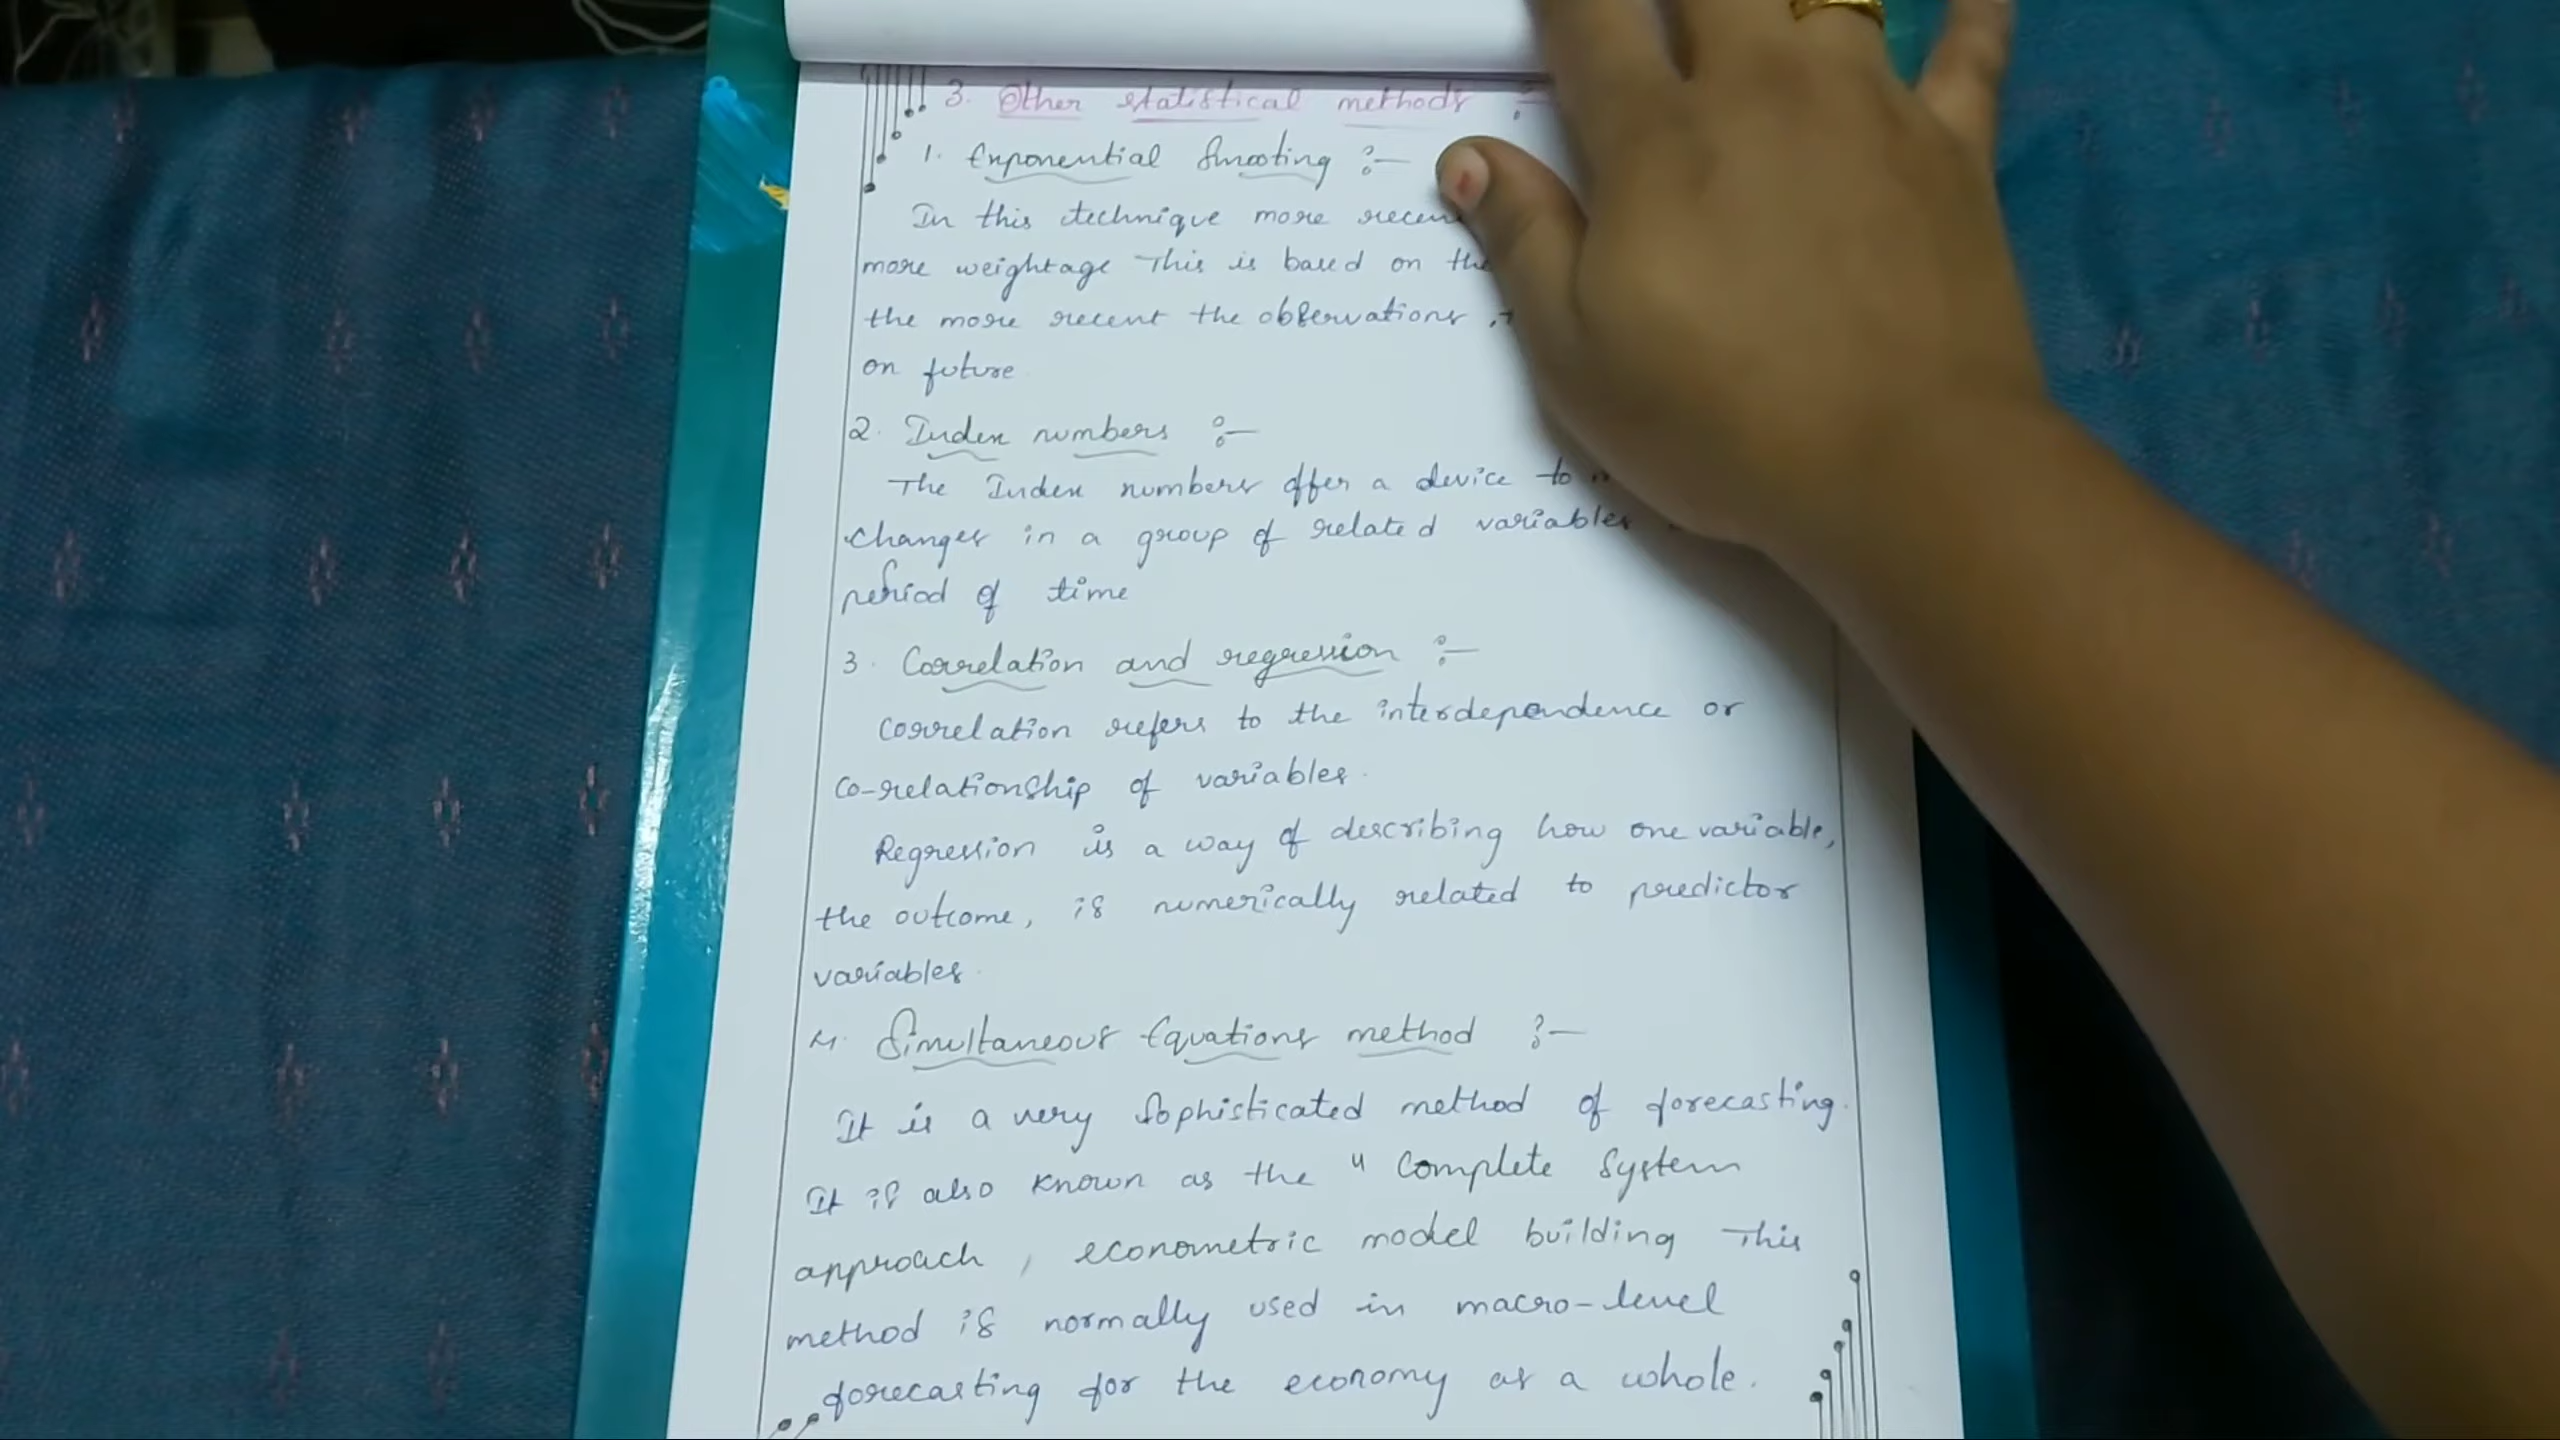 3. Other statistical methods :-
1. Exponential Smooting :-
In this technique more
more weightage This is based on the
the more recent the observations,
on future
2. Index numbers :-
The Index numbers offer a device to
changes in a group of related variables
period of time
3. Correlation and regression :-
Correlation refers to the interdependence or
co-relationship of variables.
Regression is a way of describing how one variable,
the outcome, is numerically related to predictor
variables.
4. Simultaneous Equations method :-
It is a very Sophisticated method of forecasting.
It is also known as the " Complete System
approach, econometric model building This
method is normally used in macro-level
forecasting for the economy as a whole.